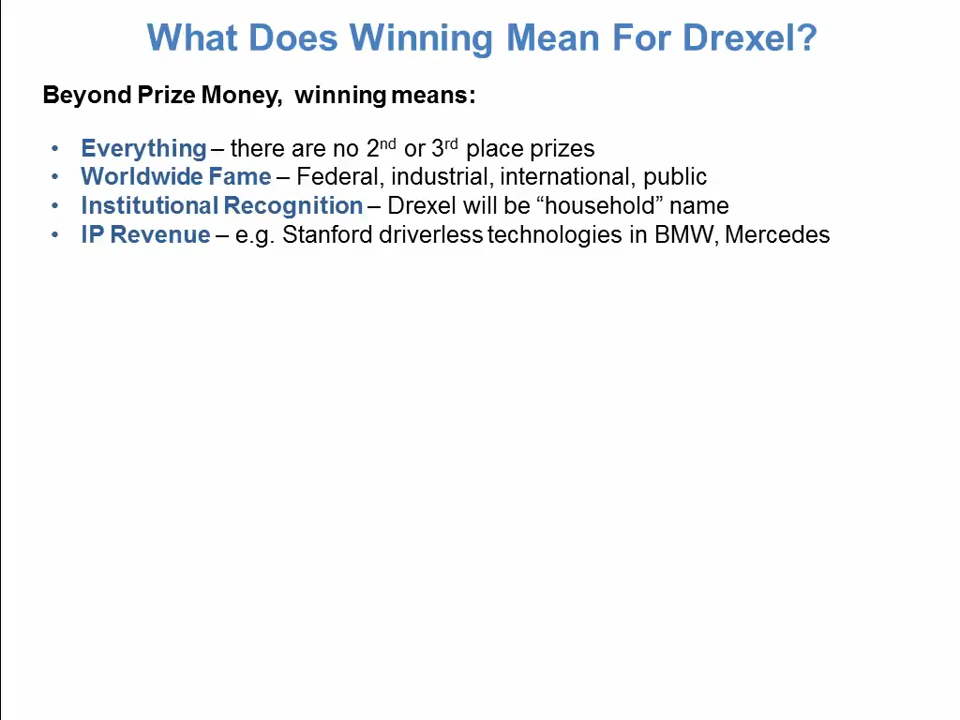 What Does Winning Mean For Drexel?
Beyond Prize Money, winning means:
• Everything – there are no 2nd or 3rd place prizes
• Worldwide Fame – Federal, industrial, international, public
• Institutional Recognition – Drexel will be “household” name
• IP Revenue – e.g. Stanford driverless technologies in BMW, Mercedes